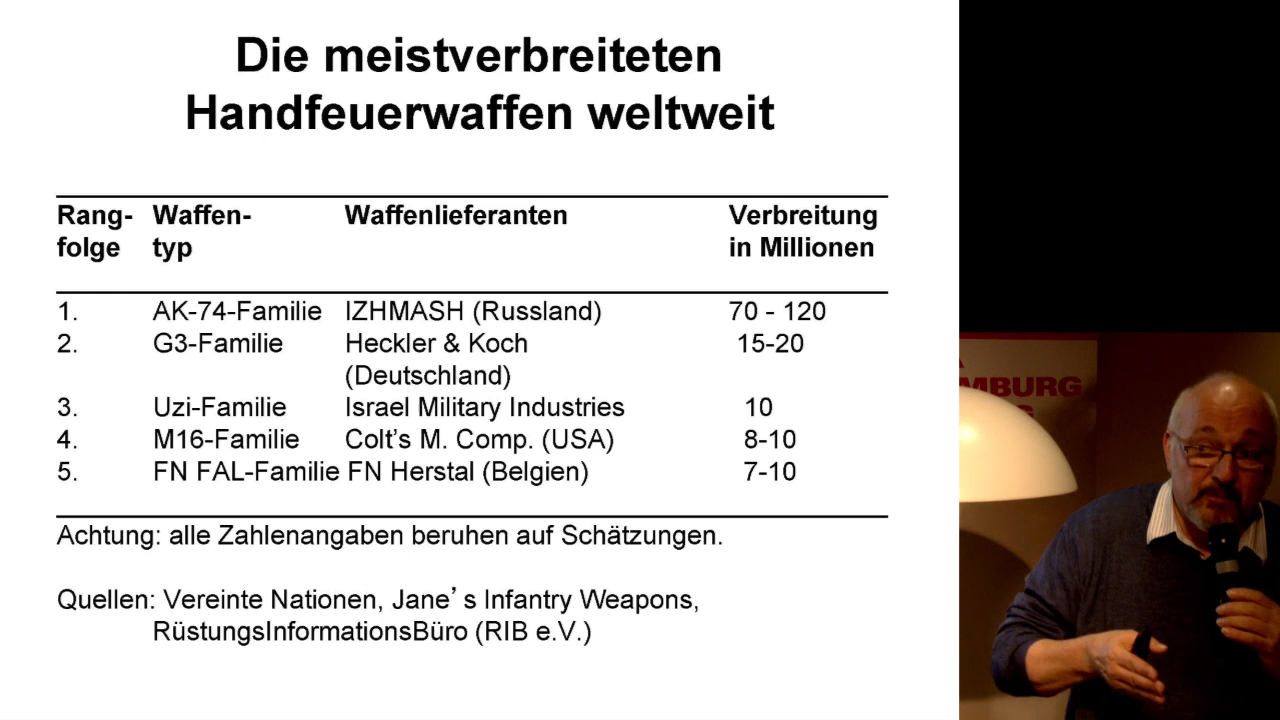 Die meistverbreiteten
Handfeuerwaffen weltweit
Rang- Waffen- Waffenlieferanten Verbreitung
folge typ in Millionen
1. AK-74-Familie IZHMASH (Russland) 70 - 120
2. G3-Familie Heckler & Koch 15-20
(Deutschland)
3. Uzi-Familie Israel Military Industries 10
4. M16-Familie Colt’s M. Comp. (USA) 8-10
5. FN FAL-Familie FN Herstal (Belgien) 7-10
Achtung: alle Zahlenangaben beruhen auf Schätzungen.
Quellen: Vereinte Nationen, Jane’ s Infantry Weapons,
RüstungsInformationsBüro (RIB e.V.)
MBURG